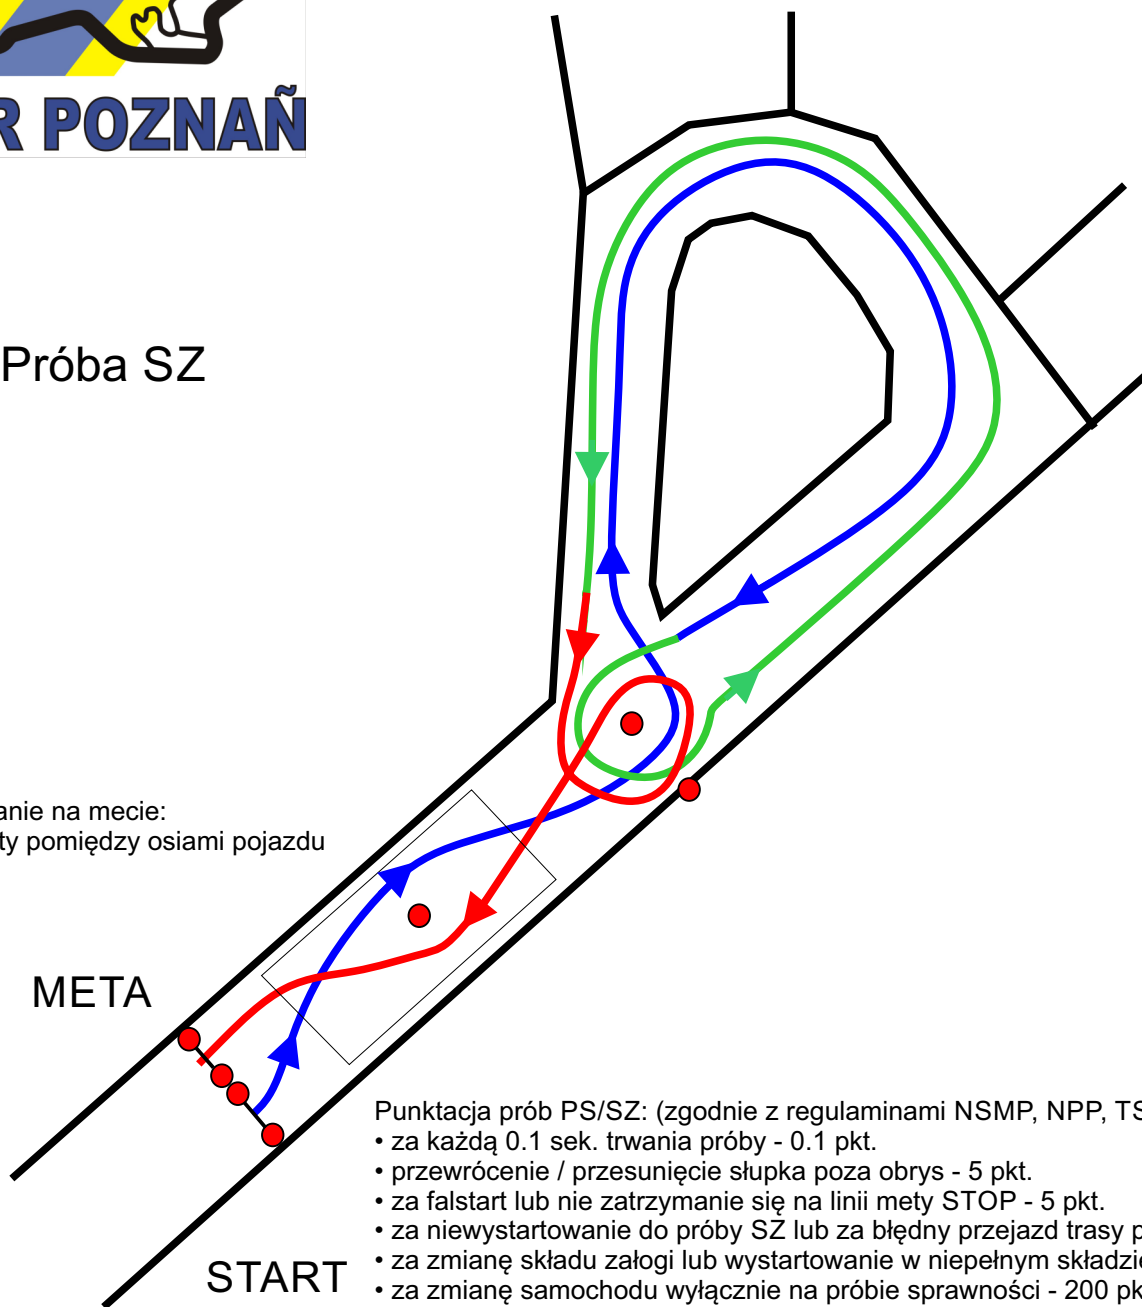 R POZNAÑ
Próba SZ
anie na mecie:
ty pomiędzy osiami pojazdu
META
Punktacja prób PS/SZ: (zgodnie z regulaminami NSMP, NPP, TS
• za każdą 0.1 sek. trwania próby - 0.1 pkt.
• przewrócenie / przesunięcie słupka poza obrys - 5 pkt.
• za falstart lub nie zatrzymanie się na linii mety STOP - 5 pkt.
• za niewystartowanie do próby SZ lub za błędny przejazd trasy p
• za zmianę składu załogi lub wystartowanie w niepełnym składzie
• za zmianę samochodu wyłącznie na próbie sprawności - 200 pk
START